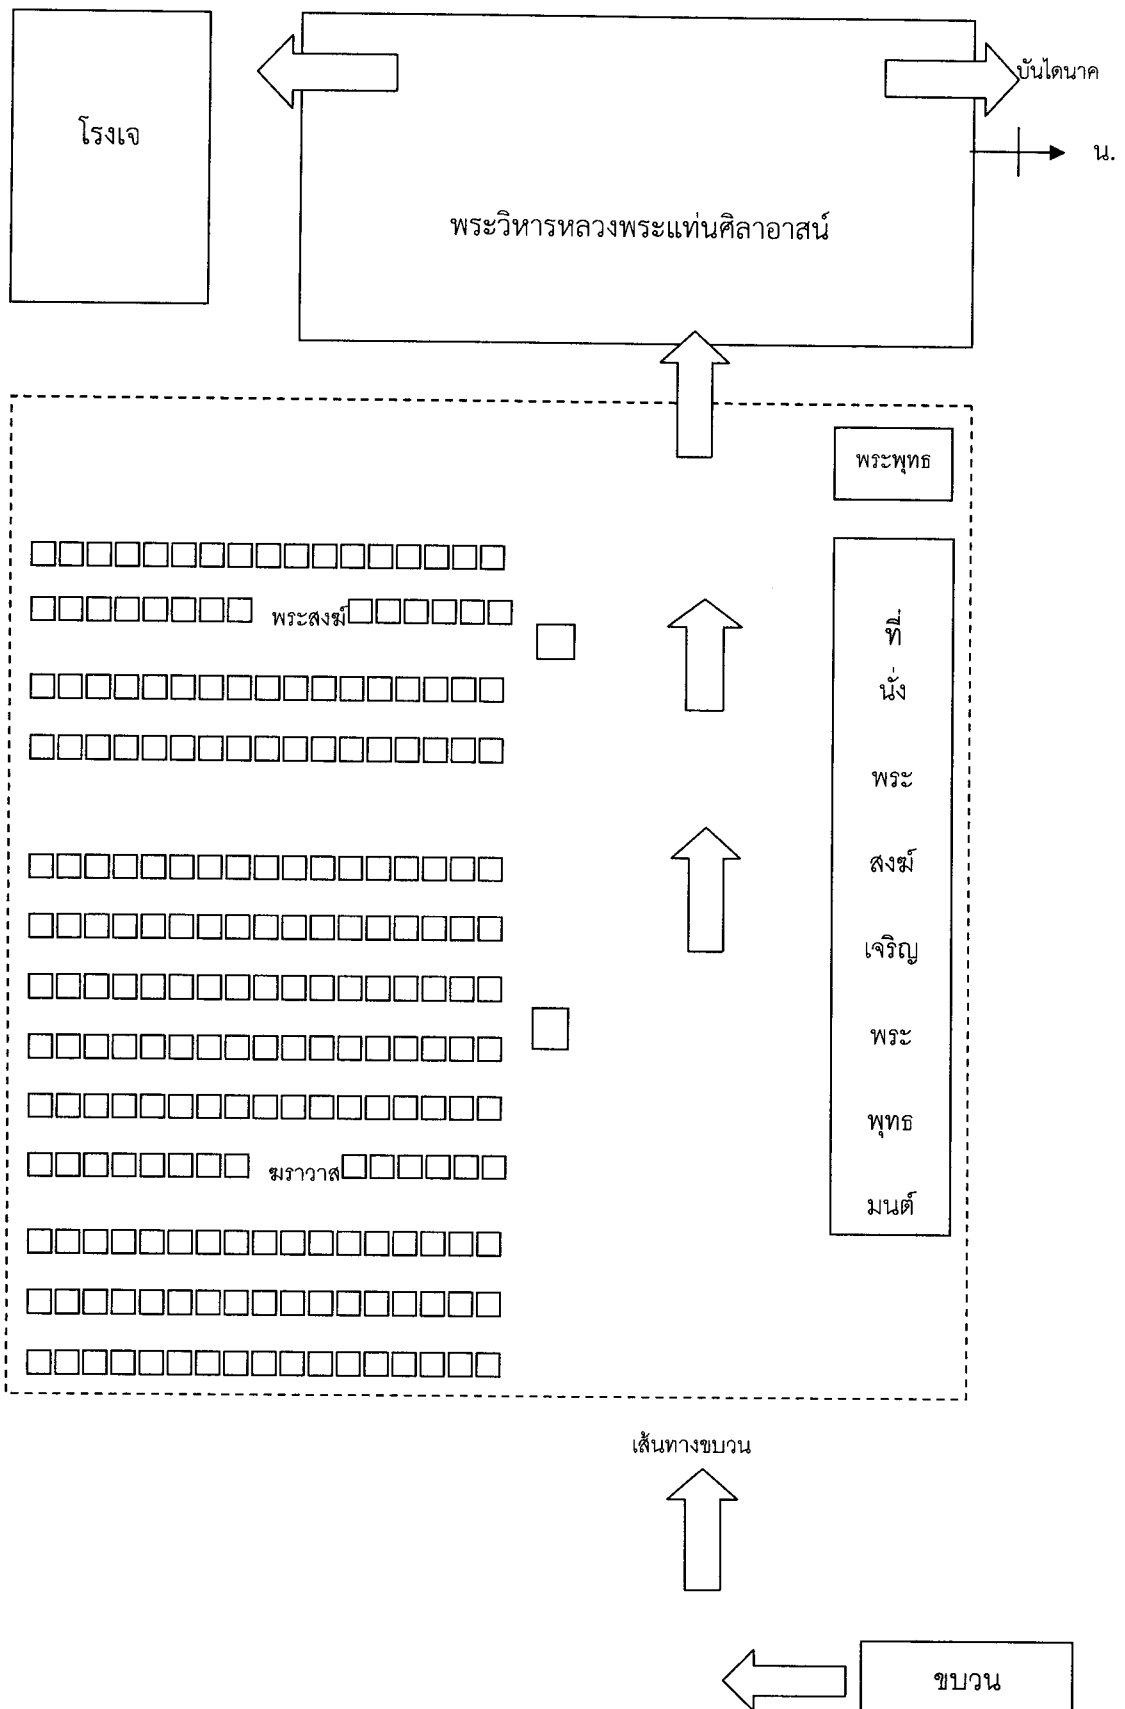 บันไดนาค
โรงเจ
น.
พระวิหารหลวงพระแท่นศิลาอาสน์
พระพุทธ
พระสงฆ์
ที่
นั่ง
พระ
สงฆ์
เจริญ
พระ
พุทธ
มนต์
ฆราวาส
เส้นทางขบวน
ขบวน